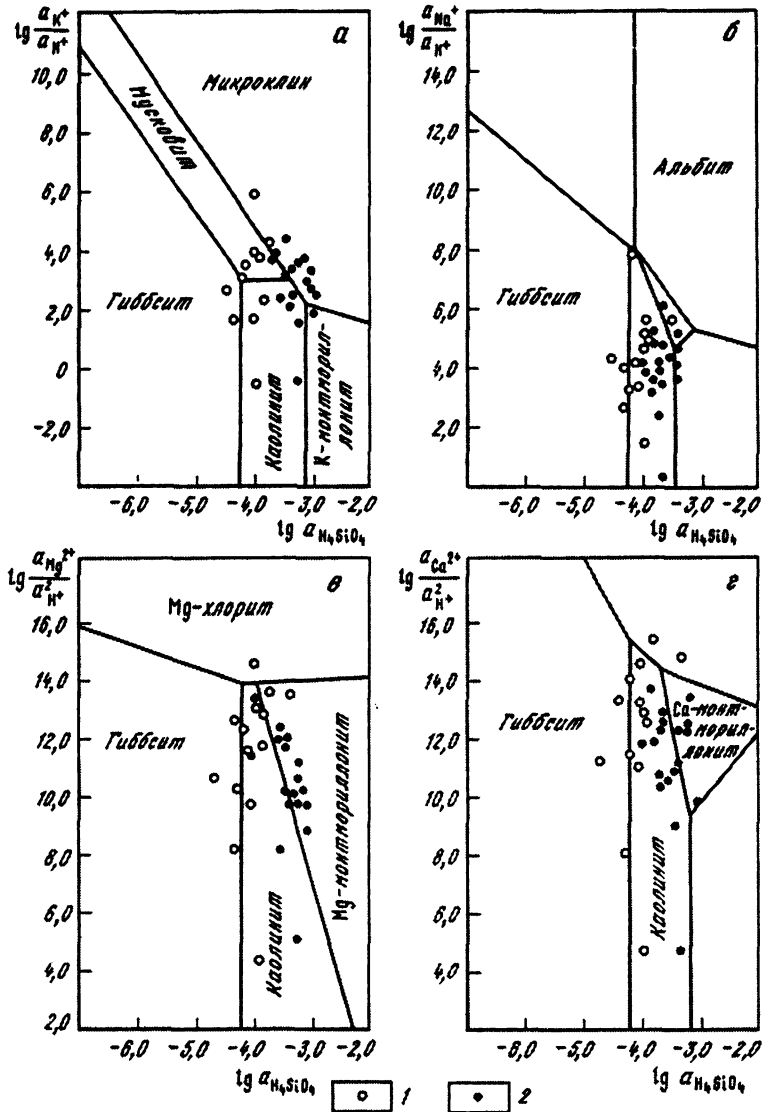 lg a_K⁺ / a_H⁺
а
10,0
8,0
6,0
4,0
2,0
0
-2,0
Микроклин
Мусковит
Гиббсит
Каолинит
К-монтморил-
лонит
-6,0 -5,0 -4,0 -3,0 -2,0
lg a_H₄SiO₄
lg a_Na⁺ / a_H⁺
б
14,0
12,0
10,0
8,0
6,0
4,0
2,0
Альбит
Гиббсит
-6,0 -5,0 -4,0 -3,0 -2,0
lg a_H₄SiO₄
lg a_Mg²⁺ / a²_H⁺
в
16,0
14,0
12,0
10,0
8,0
6,0
4,0
2,0
Mg-хлорит
Гиббсит
Каолинит
Mg-монтмориллонит
-6,0 -5,0 -4,0 -3,0 -2,0
lg a_H₄SiO₄
lg a_Ca²⁺ / a²_H⁺
г
16,0
14,0
12,0
10,0
8,0
6,0
4,0
Гиббсит
Каолинит
Ca-монт-
морил-
лонит
-6,0 -5,0 -4,0 -3,0 -2,0
lg a_H₄SiO₄
1
2